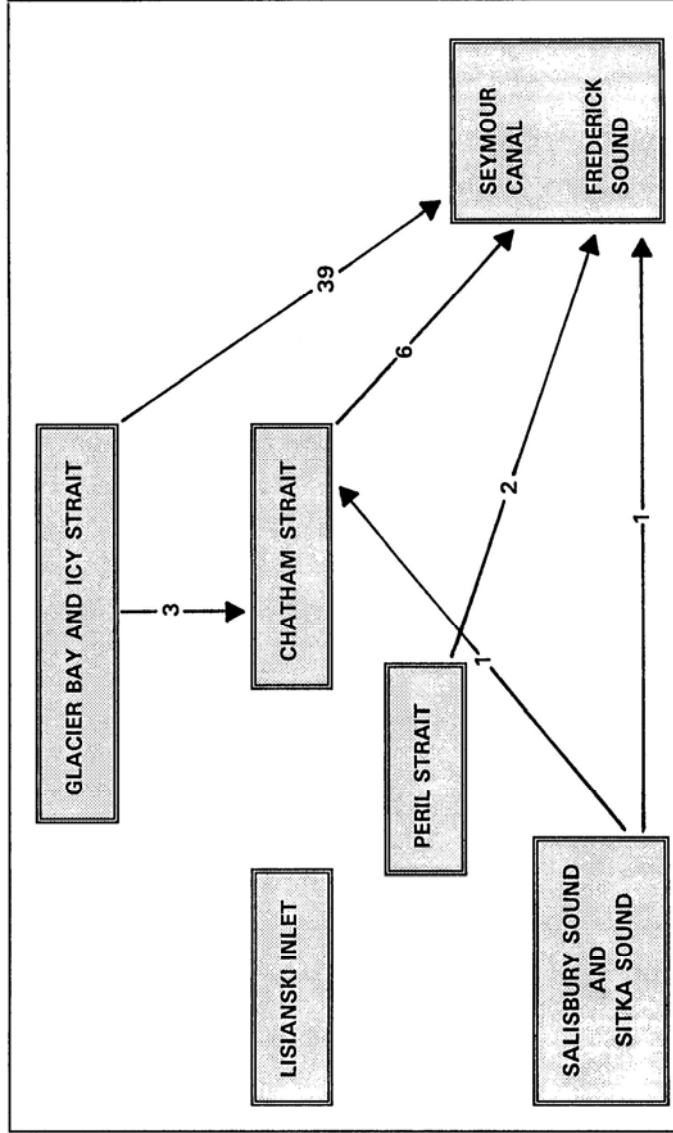 GLACIER BAY AND ICY STRAIT
39
3
LISIANSKI INLET
CHATHAM STRAIT
6
SEYMOUR
CANAL
FREDERICK
SOUND
PERIL STRAIT
2
1
SALISBURY SOUND
AND
SITKA SOUND
1